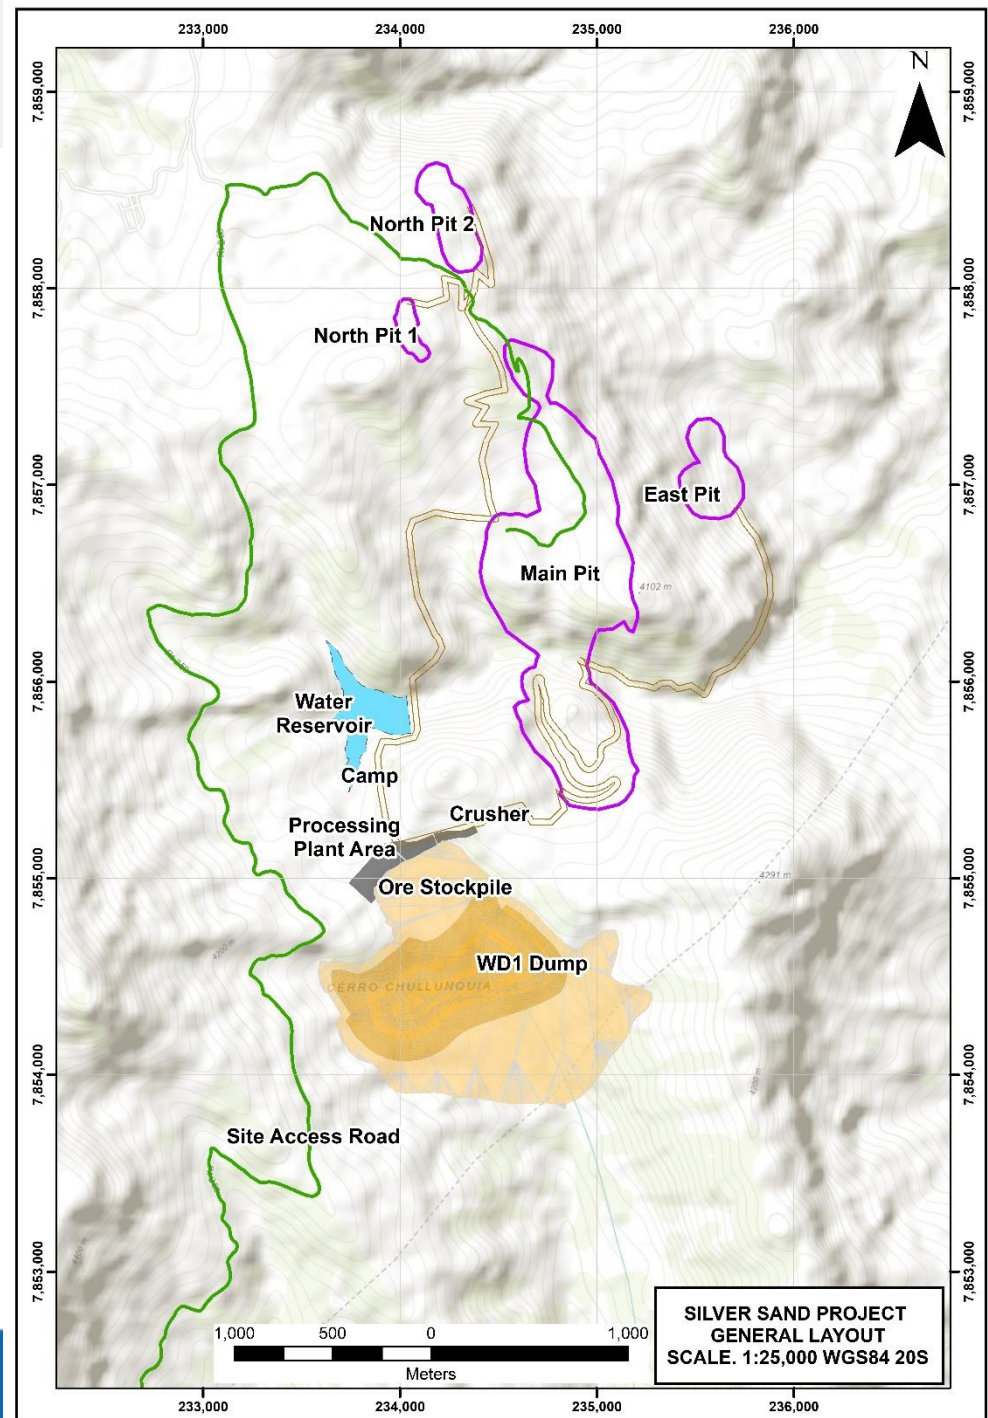 233,000
234,000
235,000
236,000
7,859,000
7,859,000
N
North Pit 2
7,858,000
7,858,000
North Pit 1
7,857,000
7,857,000
East Pit
Main Pit
4102 m
7,856,000
7,856,000
Water
Reservoir
Camp
Crusher
Processing
Plant Area
7,855,000
7,855,000
4291 m
Ore Stockpile
4200 m
WD1 Dump
CERRO CHULLUNQUIA
7,854,000
7,854,000
Site Access Road
7,853,000
7,853,000
SILVER SAND PROJECT
GENERAL LAYOUT
SCALE. 1:25,000 WGS84 20S
1,000 500 0 1,000
Meters
233,000
234,000
235,000
236,000